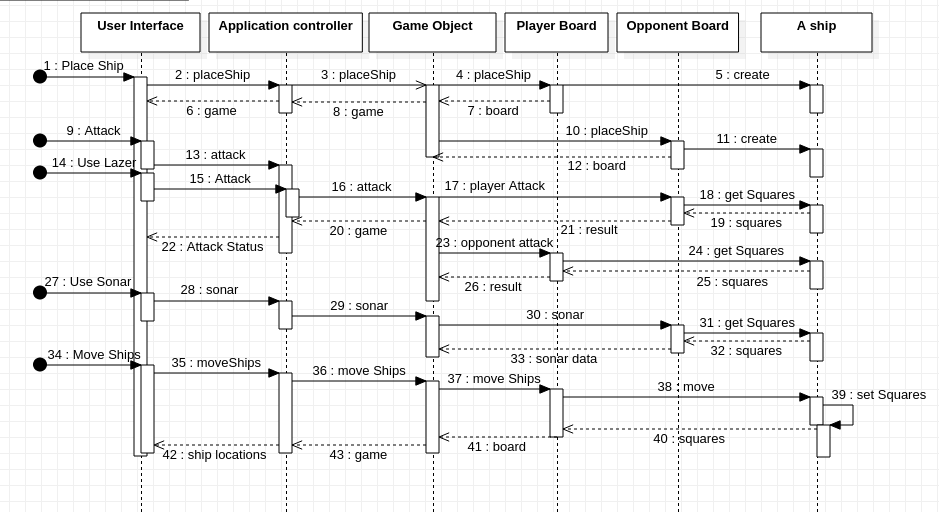 User Interface
Application controller
Game Object
Player Board
Opponent Board
A ship
1 : Place Ship
2 : placeShip
3 : placeShip
4 : placeShip
5 : create
6 : game
8 : game
7 : board
9 : Attack
10 : placeShip
11 : create
12 : board
13 : attack
14 : Use Lazer
15 : Attack
16 : attack
17 : player Attack
18 : get Squares
19 : squares
20 : game
21 : result
22 : Attack Status
23 : opponent attack
24 : get Squares
25 : squares
26 : result
27 : Use Sonar
28 : sonar
29 : sonar
30 : sonar
31 : get Squares
32 : squares
33 : sonar data
34 : Move Ships
35 : moveShips
36 : move Ships
37 : move Ships
38 : move
39 : set Squares
40 : squares
41 : board
42 : ship locations
43 : game